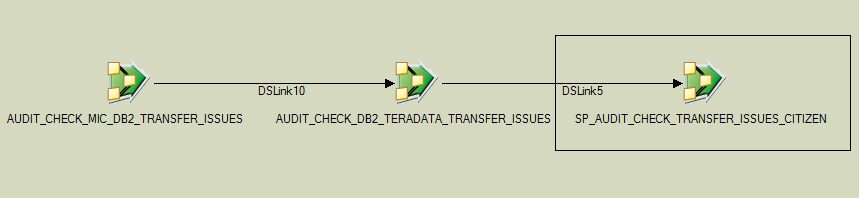 DSLink10
DSLink5
AUDIT_CHECK_MIC_DB2_TRANSFER_ISSUES
AUDIT_CHECK_DB2_TERADATA_TRANSFER_ISSUES
SP_AUDIT_CHECK_TRANSFER_ISSUES_CITIZEN